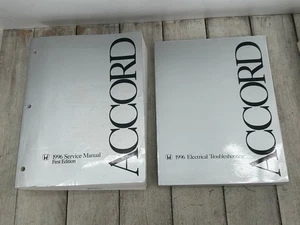 1996 Service Manual
First Edition
ACCORD
1996 Electrical Troubleshooting
ACCORD